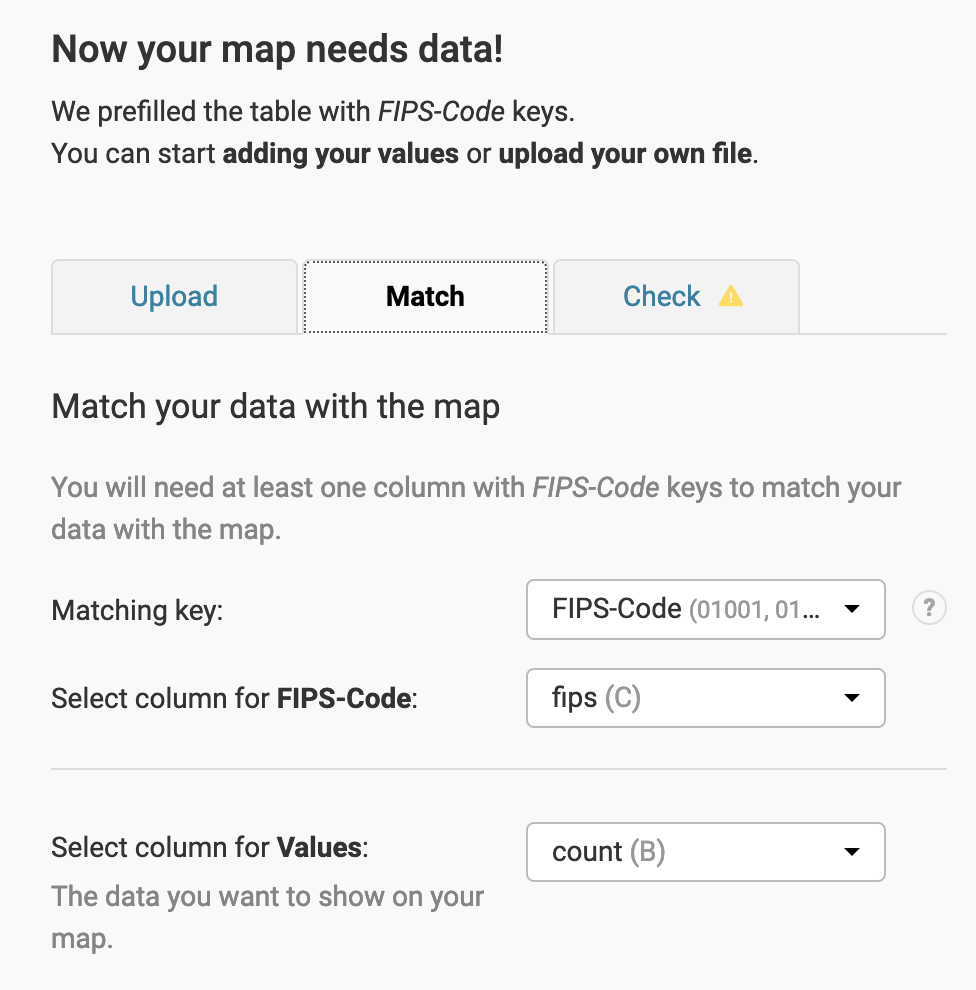 Now your map needs data!
We prefilled the table with FIPS-Code keys.
You can start adding your values or upload your own file.
Upload
Match
Check
Match your data with the map
You will need at least one column with FIPS-Code keys to match your
data with the map.
Matching key:
FIPS-Code (01001, 01...
?
Select column for FIPS-Code:
fips (C)
Select column for Values:
count (B)
The data you want to show on your
map.